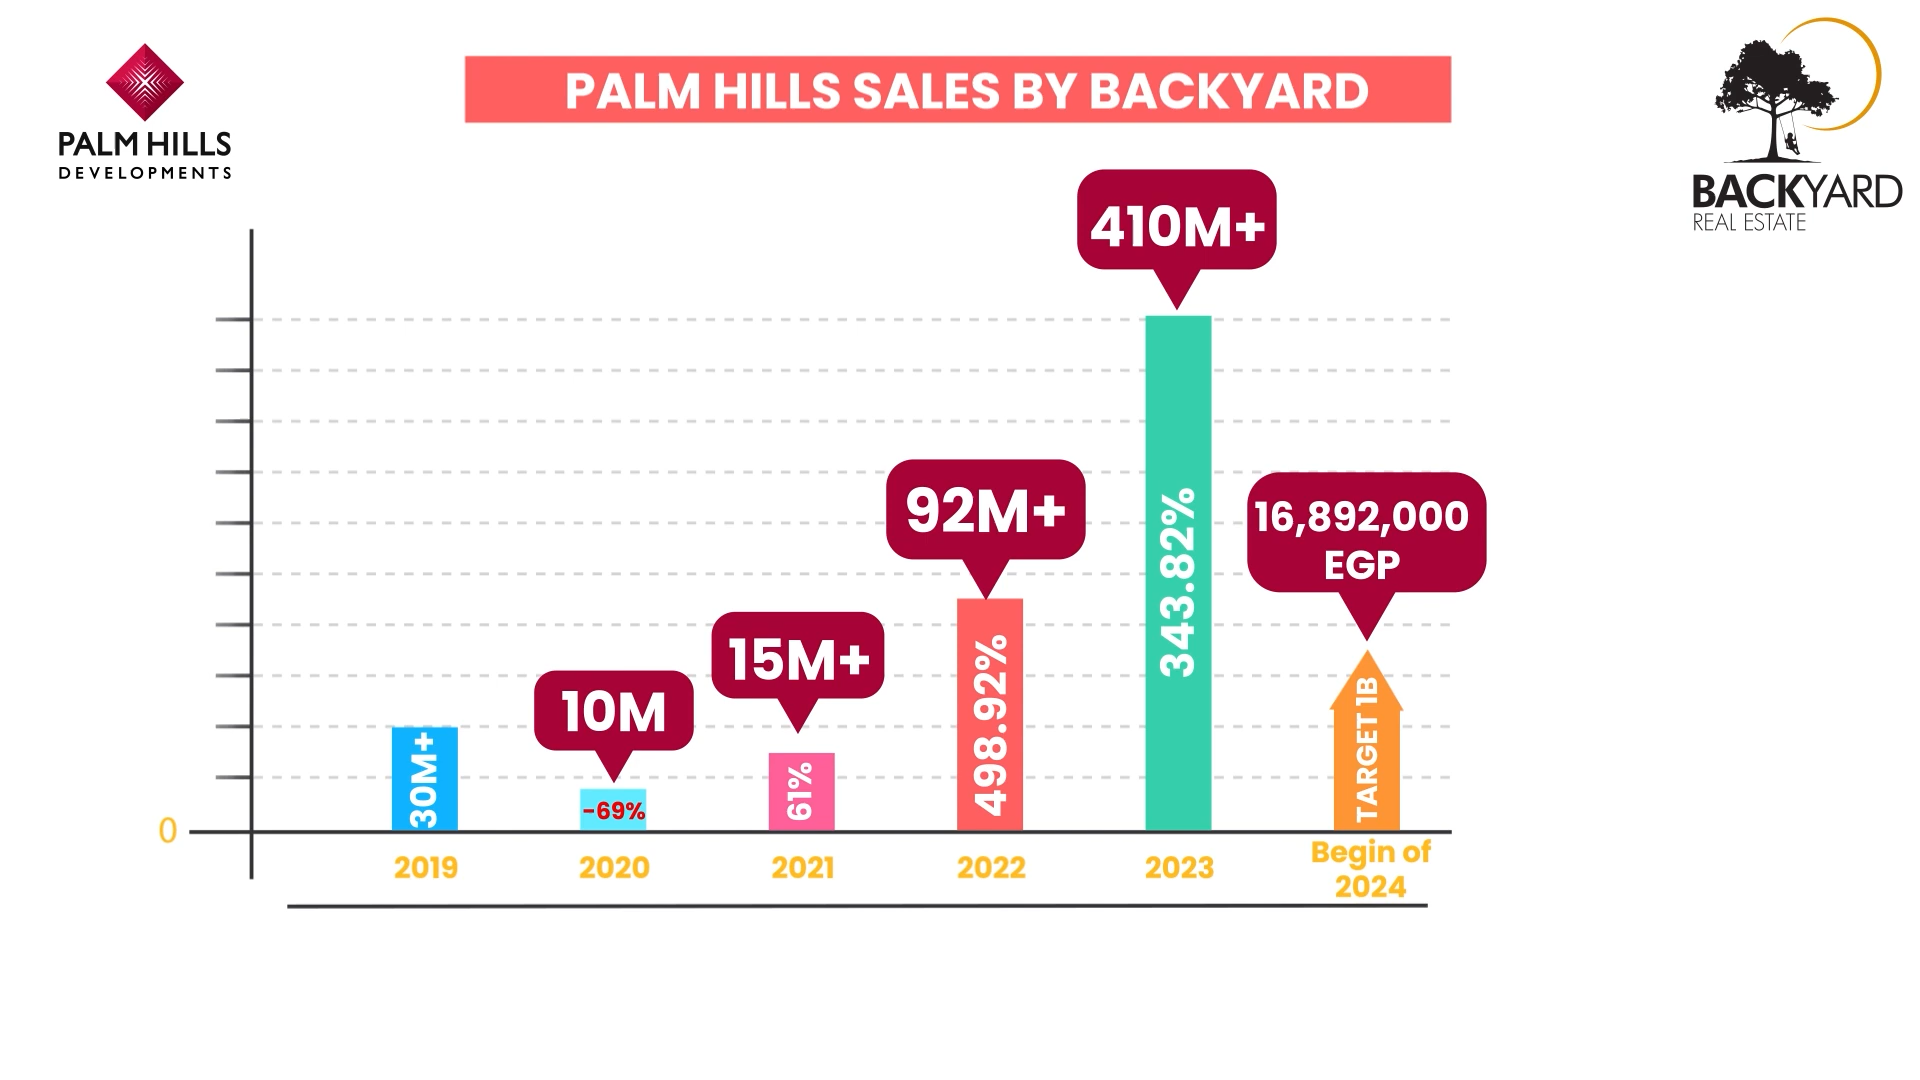 PALM HILLS
DEVELOPMENTS
PALM HILLS SALES BY BACKYARD
BACKYARD
REAL ESTATE
410M+
92M+
16,892,000
EGP
15M+
10M
30M+
-69%
61%
498.92%
343.82%
TARGET 1B
0
2019
2020
2021
2022
2023
Begin of
2024